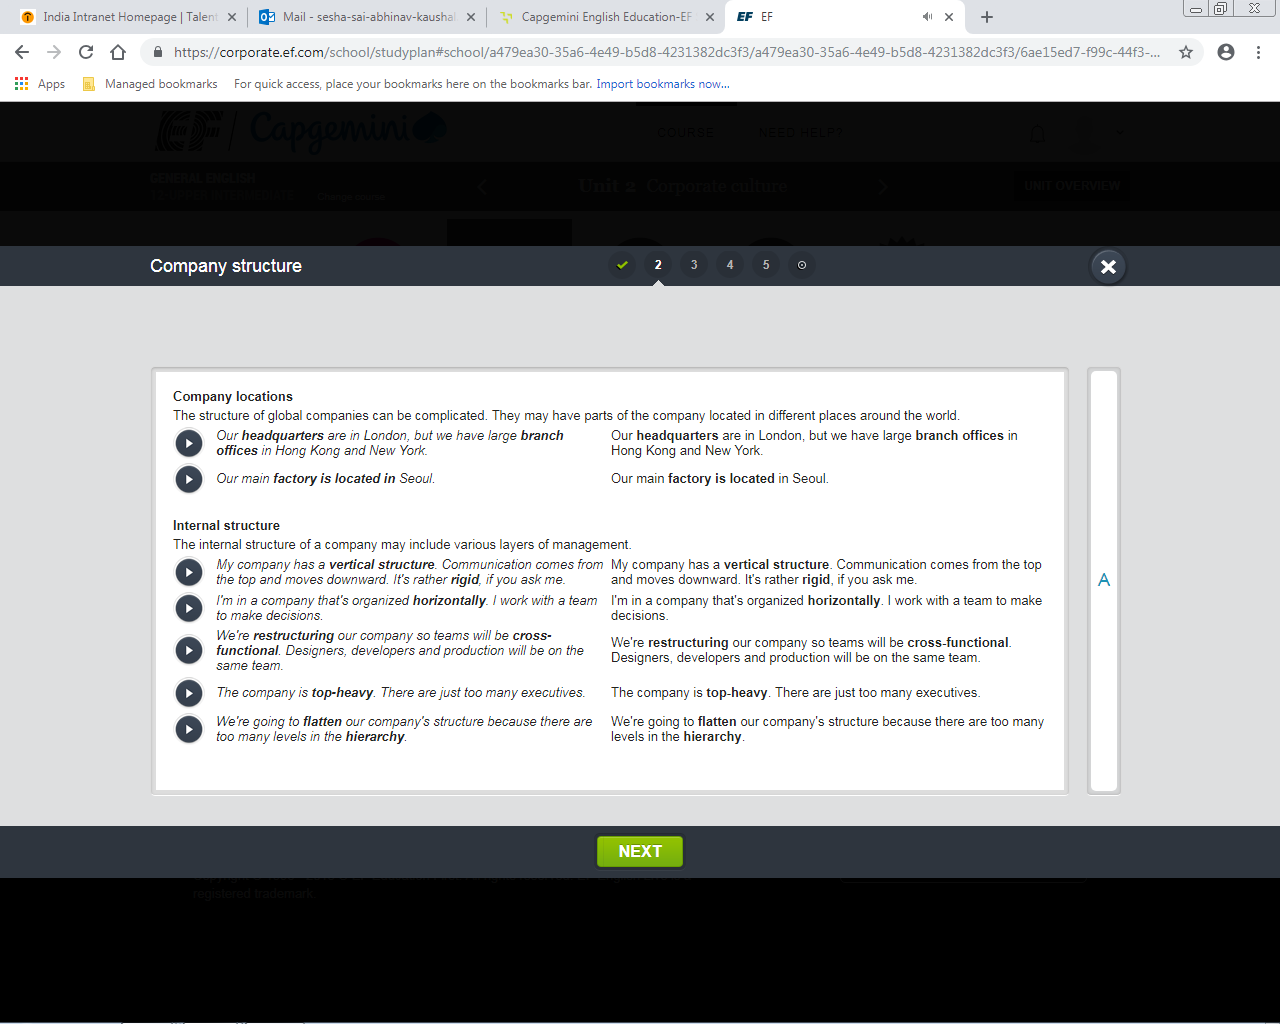 India Intranet Homepage | Talent
Mail - sesha-sai-abhinav-kaushal
Capgemini English Education-EF
EF EF
https://corporate.ef.com/school/studyplan#school/a479ea30-35a6-4e49-b5d8-4231382dc3f3/a479ea30-35a6-4e49-b5d8-4231382dc3f3/6ae15ed7-f99c-44f3-...
Apps Managed bookmarks For quick access, place your bookmarks here on the bookmarks bar. Import bookmarks now...
EF Capgemini COURSE NEED HELP?
GENERAL ENGLISH
Unit 2 Corporate culture UNIT OVERVIEW
Change course
Company structure 2 3 4 5
Company locations
The structure of global companies can be complicated. They may have parts of the company located in different places around the world.
Our headquarters are in London, but we have large branch
offices in Hong Kong and New York.
Our headquarters are in London, but we have large branch offices in
Hong Kong and New York.
Our main factory is located in Seoul.
Our main factory is located in Seoul.
Internal structure
The internal structure of a company may include various layers of management.
My company has a vertical structure. Communication comes from
the top and moves downward. It's rather rigid, if you ask me.
My company has a vertical structure. Communication comes from the top
and moves downward. It's rather rigid, if you ask me.
I'm in a company that's organized horizontally. I work with a team
to make decisions.
I'm in a company that's organized horizontally. I work with a team to make
decisions.
We're restructuring our company so teams will be cross-
functional. Designers, developers and production will be on the
same team.
We're restructuring our company so teams will be cross-functional.
Designers, developers and production will be on the same team.
The company is top-heavy. There are just too many executives.
The company is top-heavy. There are just too many executives.
We're going to flatten our company's structure because there are
too many levels in the hierarchy.
We're going to flatten our company's structure because there are too many
levels in the hierarchy.
A
NEXT
registered trademark